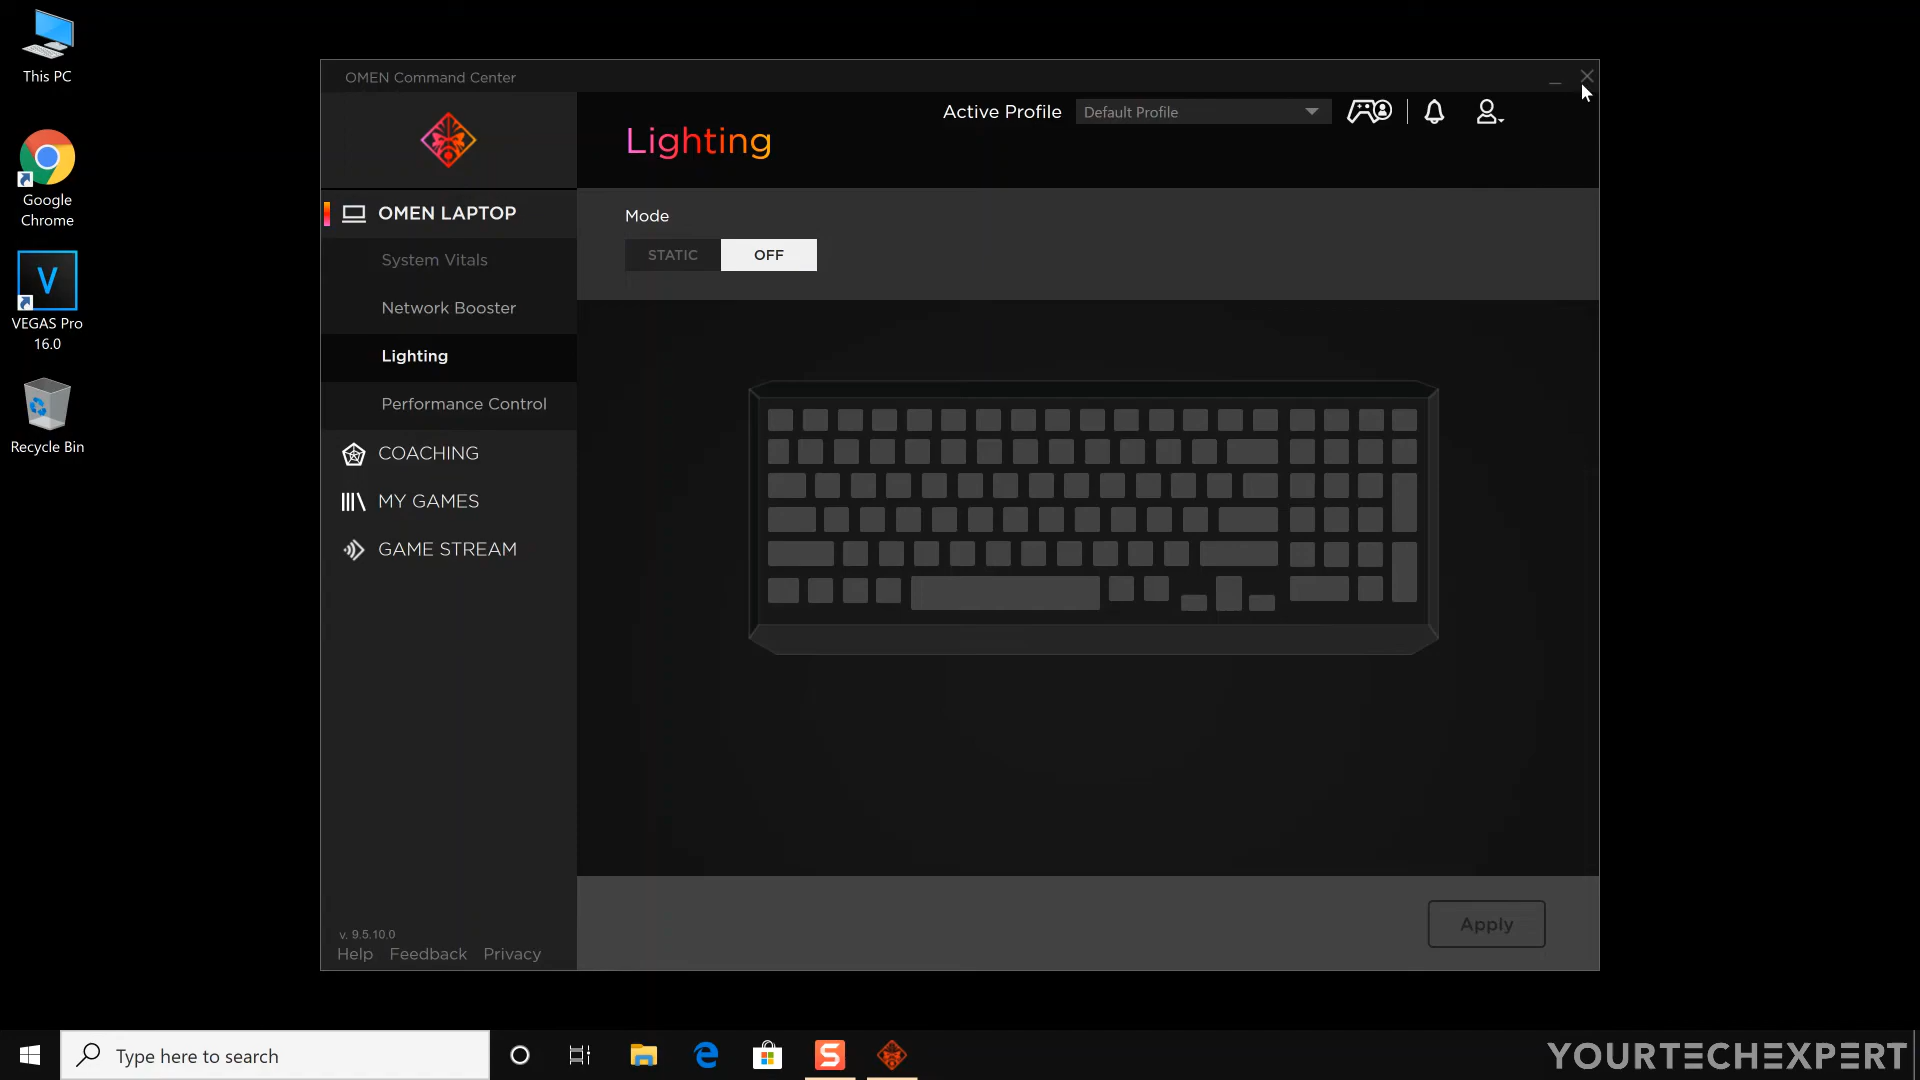 This PC
Google
Chrome
V
VEGAS Pro
16.0
Recycle Bin
OMEN Command Center
Lighting
Active Profile
Default Profile
OMEN LAPTOP
System Vitals
Network Booster
Lighting
Performance Control
COACHING
MY GAMES
GAME STREAM
Mode
STATIC
OFF
v. 9.5.10.0
Help Feedback Privacy
Apply
Type here to search
S
YOURTECHEXPERT